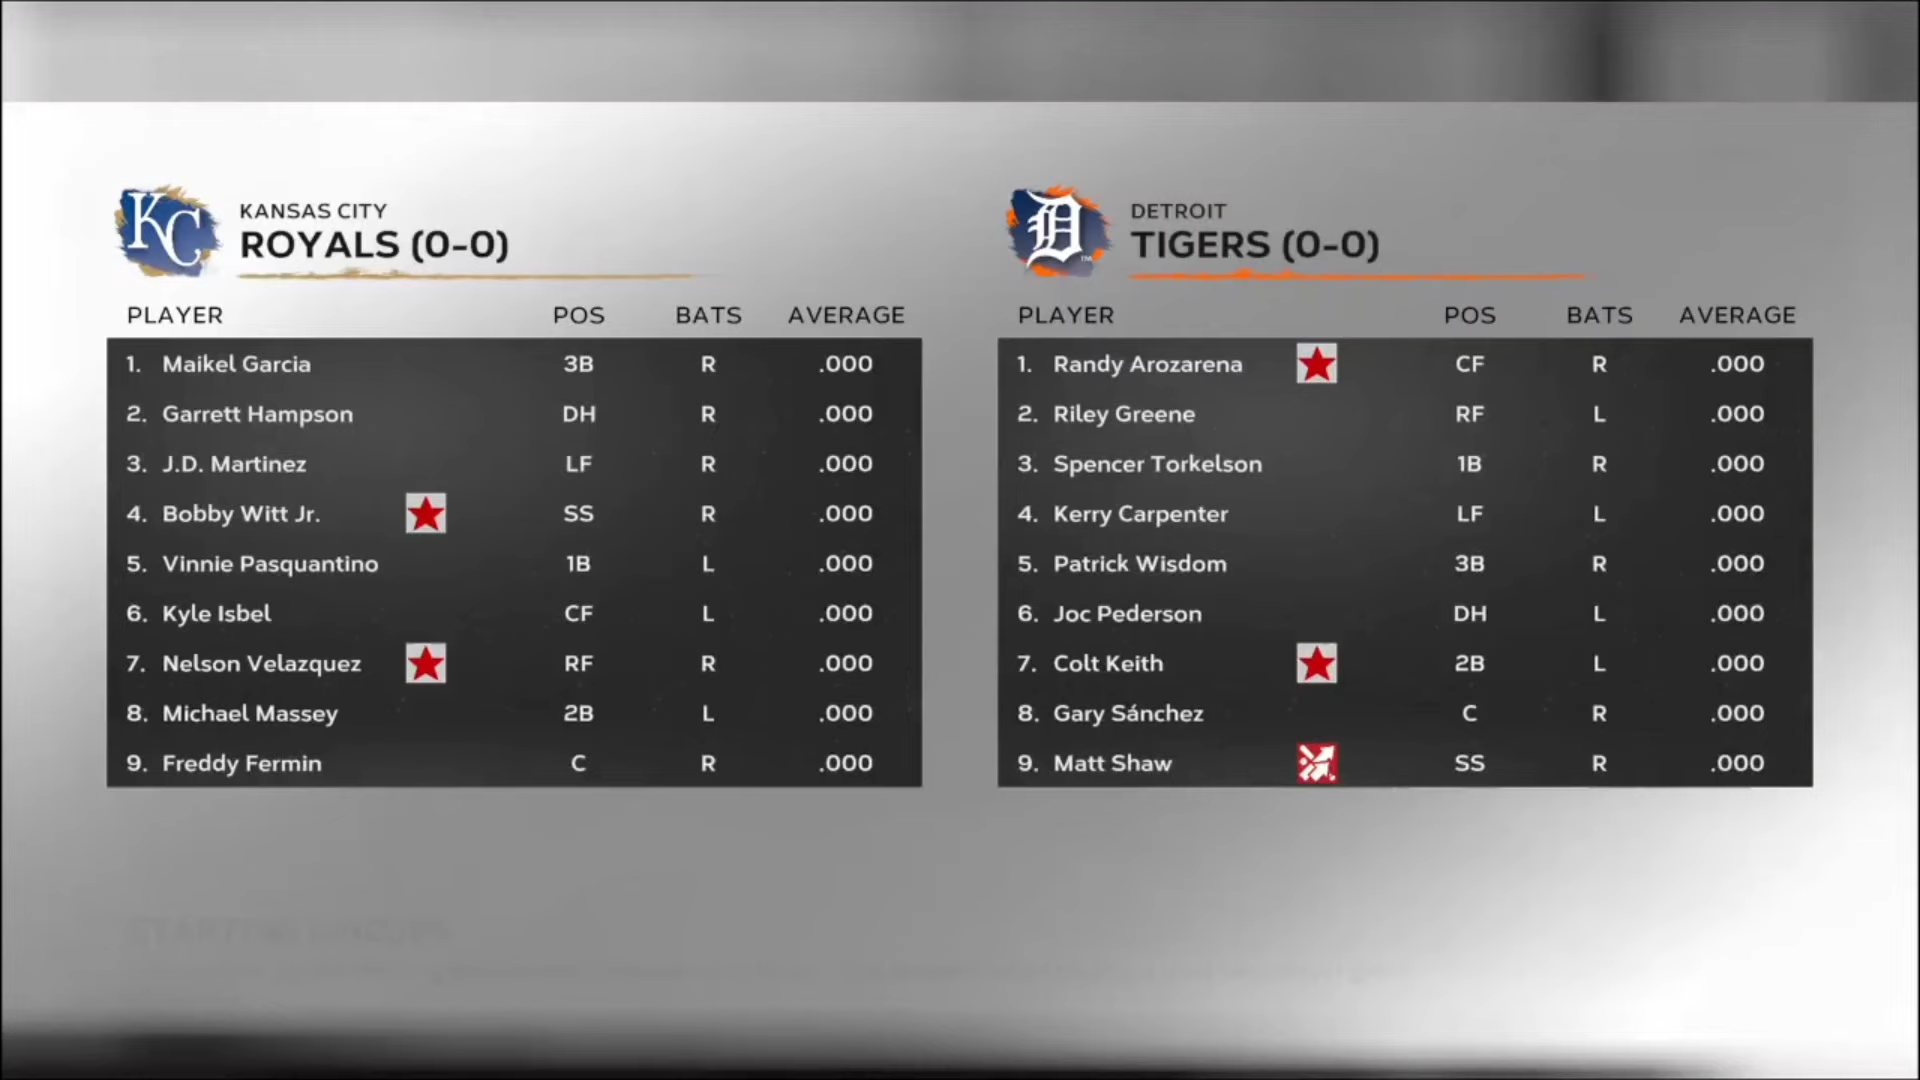 KC
KANSAS CITY
ROYALS (0-0)
PLAYER POS BATS AVERAGE
1. Maikel Garcia 3B R .000
2. Garrett Hampson DH R .000
3. J.D. Martinez LF R .000
4. Bobby Witt Jr. SS R .000
5. Vinnie Pasquantino 1B L .000
6. Kyle Isbel CF L .000
7. Nelson Velazquez RF R .000
8. Michael Massey 2B L .000
9. Freddy Fermin C R .000
D TM
DETROIT
TIGERS (0-0)
PLAYER POS BATS AVERAGE
1. Randy Arozarena CF R .000
2. Riley Greene RF L .000
3. Spencer Torkelson 1B R .000
4. Kerry Carpenter LF L .000
5. Patrick Wisdom 3B R .000
6. Joc Pederson DH L .000
7. Colt Keith 2B L .000
8. Gary Sánchez C R .000
9. Matt Shaw SS R .000